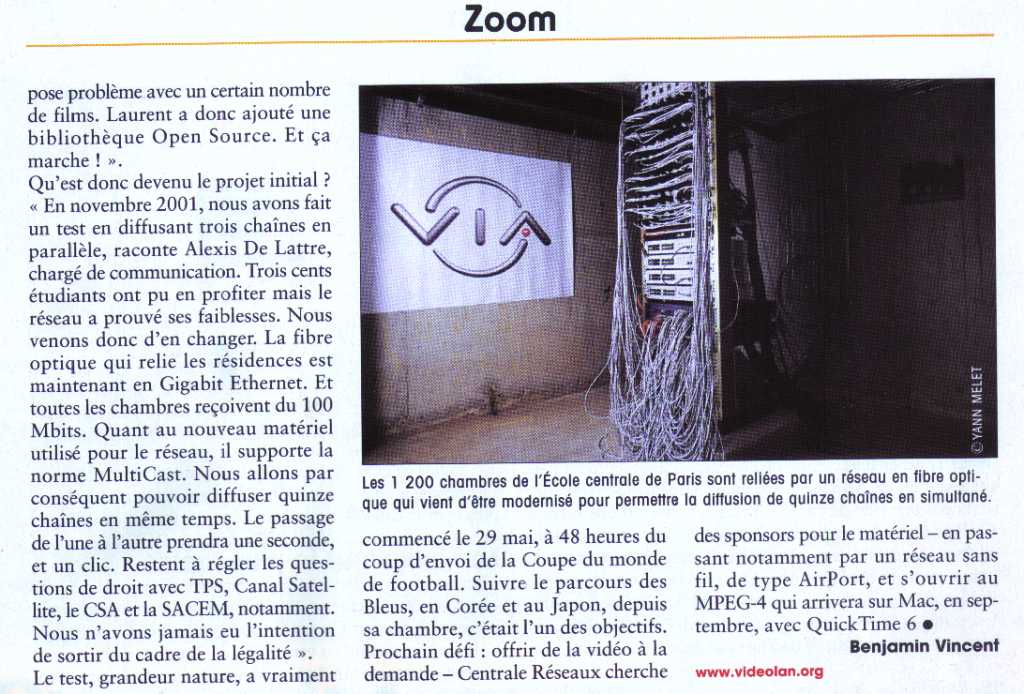 Zoom
pose problème avec un certain nombre
de films. Laurent a donc ajouté une
bibliothèque Open Source. Et ça
marche ! ».
Qu'est donc devenu le projet initial ?
« En novembre 2001, nous avons fait
un test en diffusant trois chaînes en
parallèle, raconte Alexis De Lattre,
chargé de communication. Trois cents
étudiants ont pu en profiter mais le
réseau a prouvé ses faiblesses. Nous
venons donc d'en changer. La fibre
optique qui relie les résidences est
maintenant en Gigabit Ethernet. Et
toutes les chambres reçoivent du 100
Mbits. Quant au nouveau matériel
utilisé pour le réseau, il supporte la
norme MultiCast. Nous allons par
conséquent pouvoir diffuser quinze
chaînes en même temps. Le passage
de l'une à l'autre prendra une seconde,
et un clic. Restent à régler les ques-
tions de droit avec TPS, Canal Satel-
lite, le CSA et la SACEM, notamment.
Nous n'avons jamais eu l'intention
de sortir du cadre de la légalité ».
Le test, grandeur nature, a vraiment
VIA
©YANN MELET
Les 1 200 chambres de l'École centrale de Paris sont reliées par un réseau en fibre opti-
que qui vient d'être modernisé pour permettre la diffusion de quinze chaînes en simultané.
commencé le 29 mai, à 48 heures du
coup d'envoi de la Coupe du monde
de football. Suivre le parcours des
Bleus, en Corée et au Japon, depuis
sa chambre, c'était l'un des objectifs.
Prochain défi : offrir de la vidéo à la
demande – Centrale Réseaux cherche
des sponsors pour le matériel – en pas-
sant notamment par un réseau sans
fil, de type AirPort, et s'ouvrir au
MPEG-4 qui arrivera sur Mac, en sep-
tembre, avec QuickTime 6 ●
Benjamin Vincent
www.videolan.org